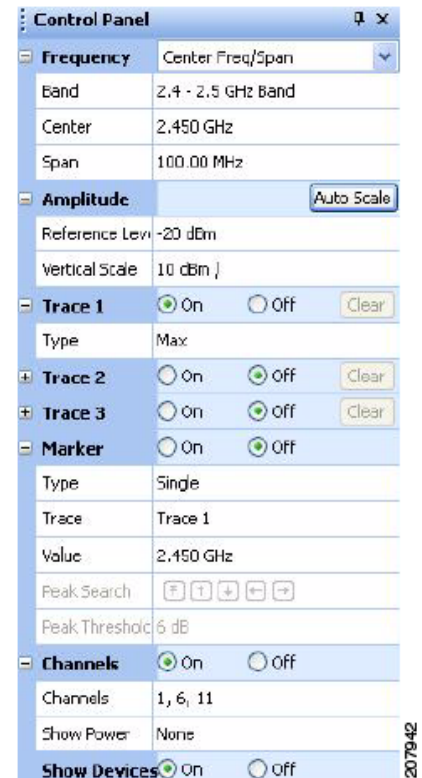 Control Panel
Frequency Center Freq/Span
Band 2.4 - 2.5 GHz Band
Center 2.450 GHz
Span 100.00 MHz
Amplitude Auto Scale
Reference Lev -20 dBm
Vertical Scale 10 dBm /
Trace 1 On Off Clear
Type Max
Trace 2 On Off Clear
Trace 3 On Off Clear
Marker On Off
Type Single
Trace Trace 1
Value 2.450 GHz
Peak Search
Peak Threshold 6 dB
Channels On Off
Channels 1, 6, 11
Show Power None
Show Devices On Off
207942